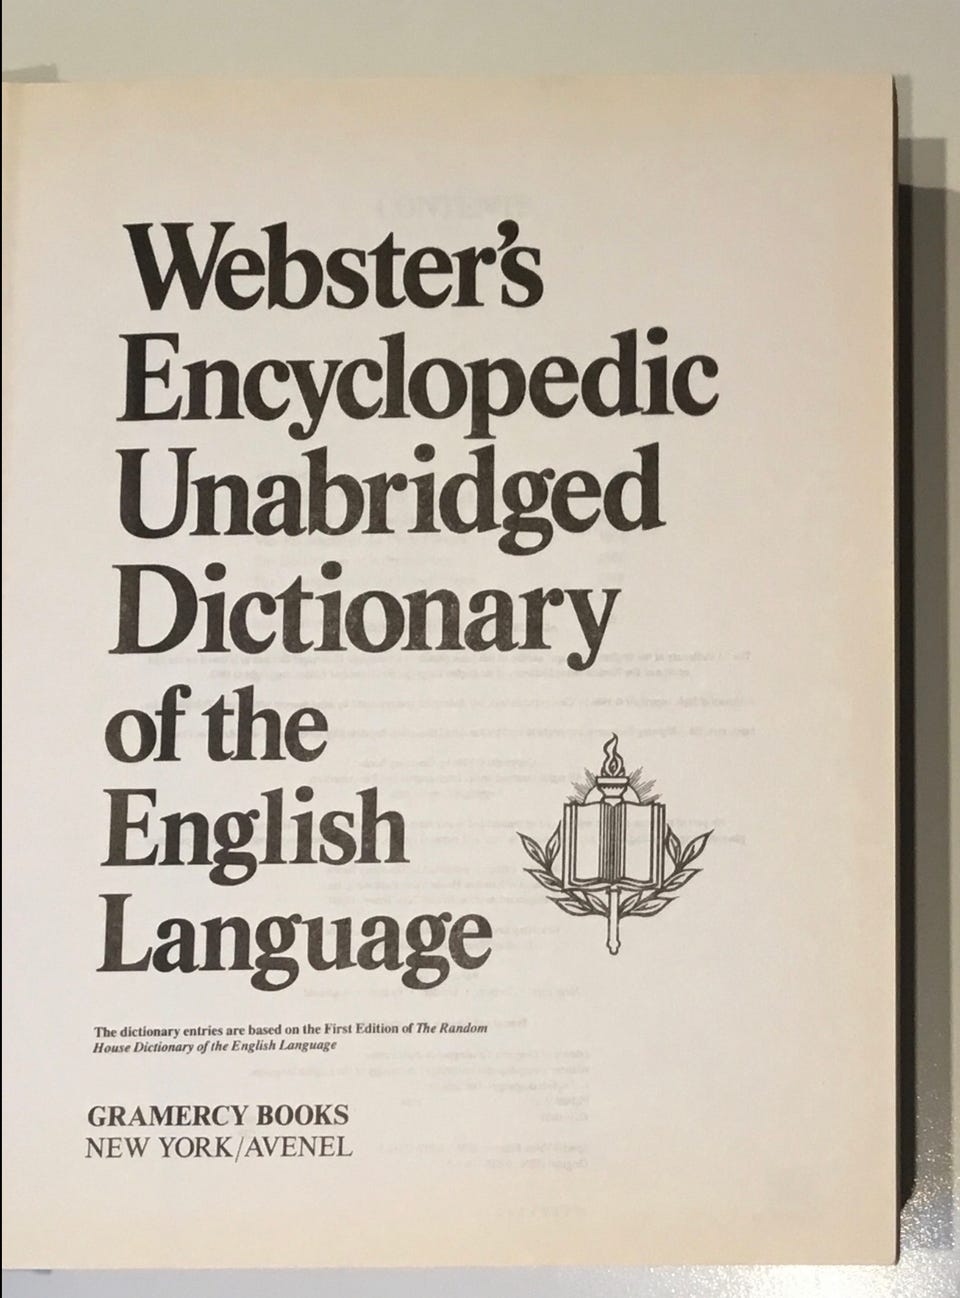 Webster's
Encyclopedic
Unabridged
Dictionary
of the
English
Language
The dictionary entries are based on the First Edition of The Random
House Dictionary of the English Language
GRAMERCY BOOKS
NEW YORK/AVENEL